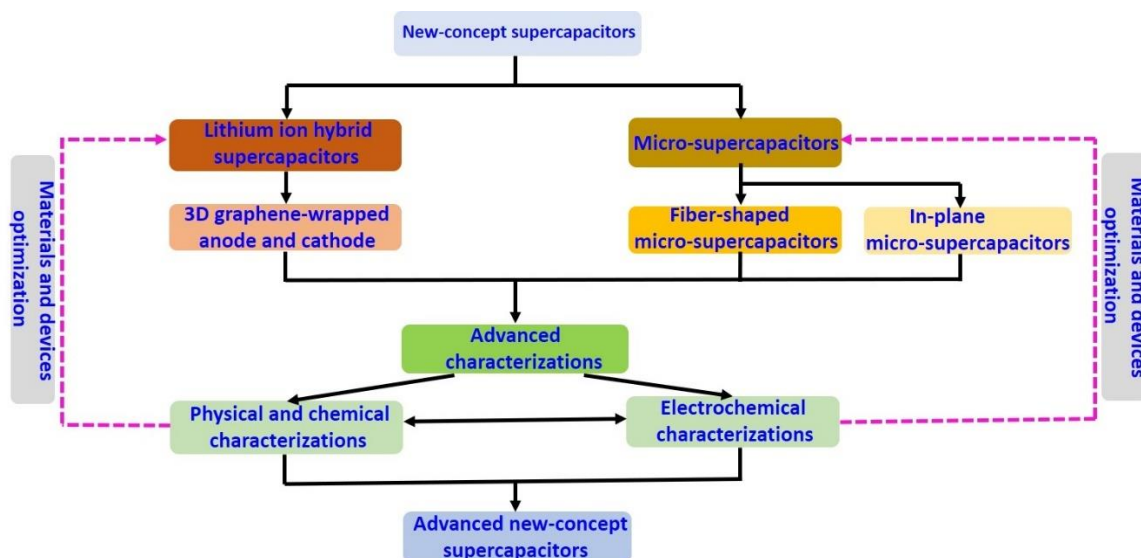 New-concept supercapacitors
Lithium ion hybrid
supercapacitors
Micro-supercapacitors
3D graphene-wrapped
anode and cathode
Fiber-shaped
micro-supercapacitors
In-plane
micro-supercapacitors
Materials and devices
optimization
Materials and devices
optimization
Advanced
characterizations
Physical and chemical
characterizations
Electrochemical
characterizations
Advanced new-concept
supercapacitors